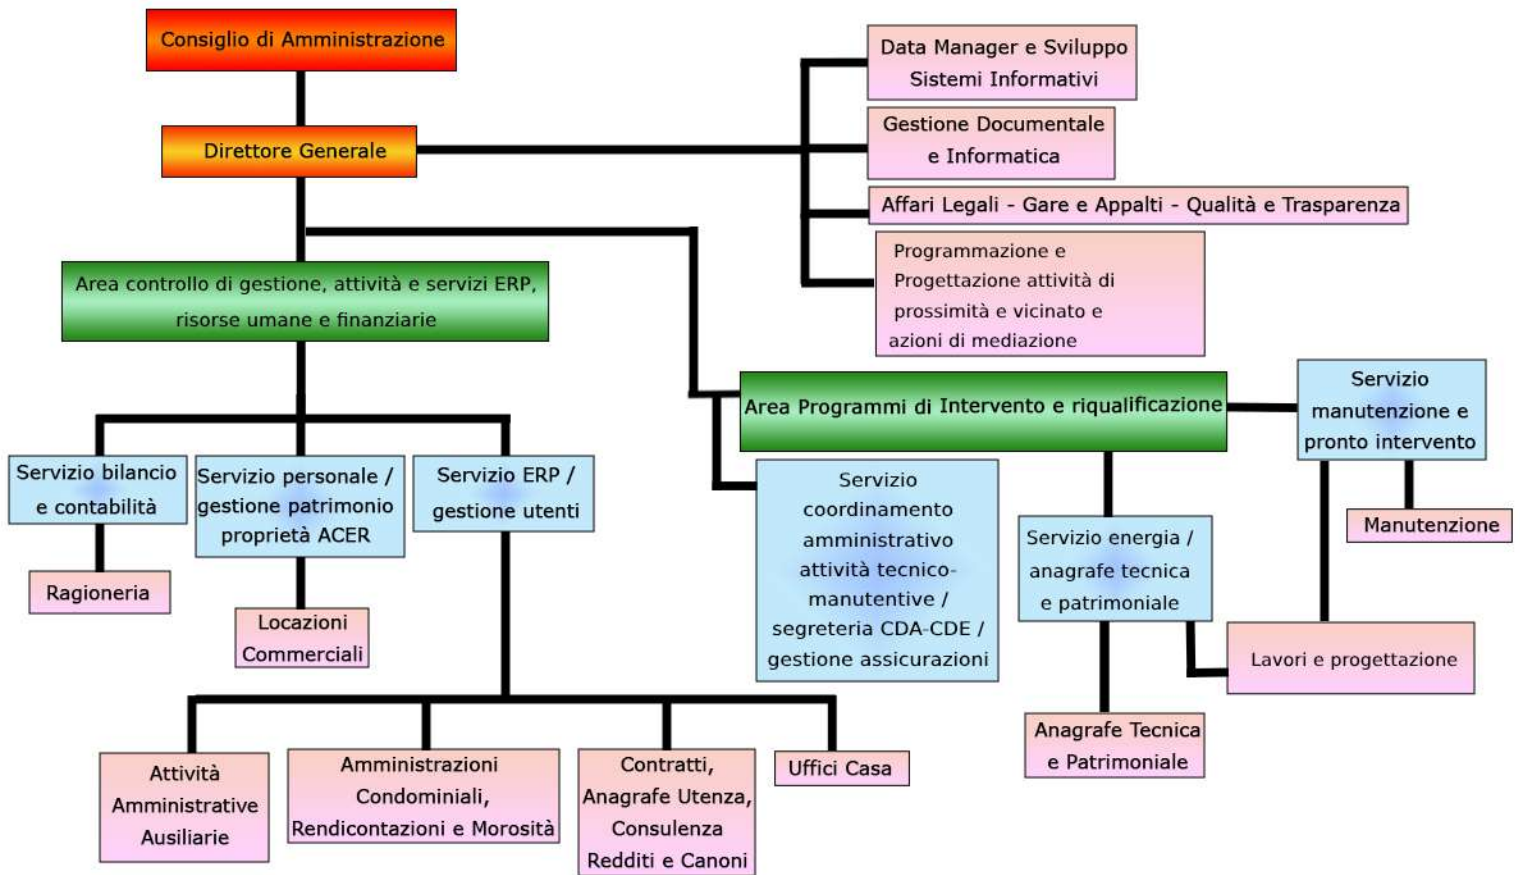 Consiglio di Amministrazione
Direttore Generale
Data Manager e Sviluppo
Sistemi Informativi
Gestione Documentale
e Informatica
Affari Legali - Gare e Appalti - Qualità e Trasparenza
Programmazione e
Progettazione attività di
prossimità e vicinato e
azioni di mediazione
Area controllo di gestione, attività e servizi ERP,
risorse umane e finanziarie
Area Programmi di Intervento e riqualificazione
Servizio
manutenzione e
pronto intervento
Servizio bilancio
e contabilità
Servizio personale /
gestione patrimonio
proprietà ACER
Servizio ERP /
gestione utenti
Servizio
coordinamento
amministrativo
attività tecnico-
manutentive /
segreteria CDA-CDE /
gestione assicurazioni
Servizio energia /
anagrafe tecnica
e patrimoniale
Manutenzione
Ragioneria
Locazioni
Commerciali
Lavori e progettazione
Anagrafe Tecnica
e Patrimoniale
Attività
Amministrative
Ausiliarie
Amministrazioni
Condominiali,
Rendicontazioni e Morosità
Contratti,
Anagrafe Utenza,
Consulenza
Redditi e Canoni
Uffici Casa